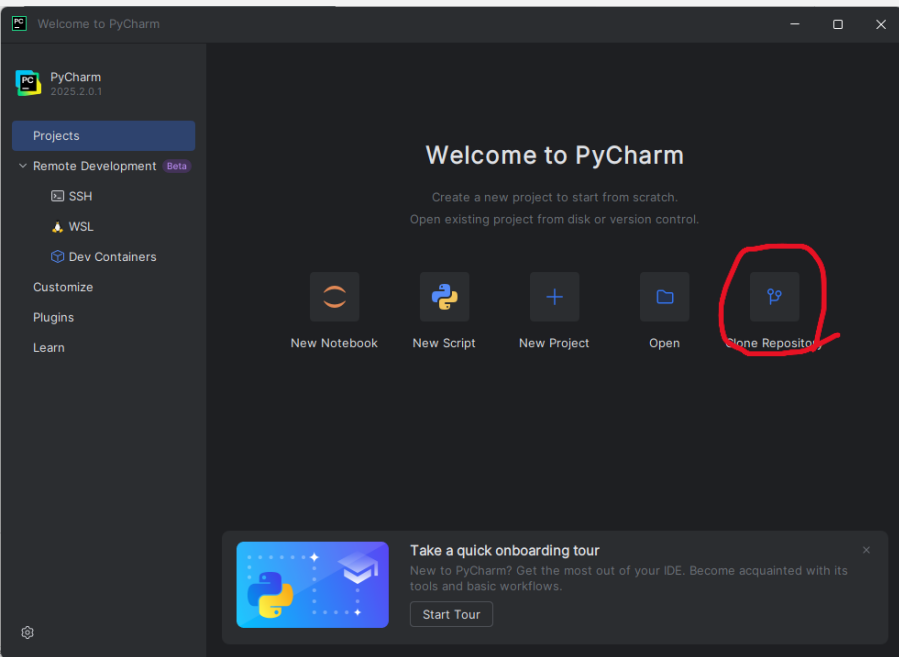 PC Welcome to PyCharm
PC PyCharm
2025.2.0.1
Projects
Remote Development Beta
SSH
WSL
Dev Containers
Customize
Plugins
Learn
Welcome to PyCharm
Create a new project to start from scratch.
Open existing project from disk or version control.
New Notebook New Script New Project Open Clone Repository
Take a quick onboarding tour
New to PyCharm? Get the most out of your IDE. Become acquainted with its
tools and basic workflows.
Start Tour